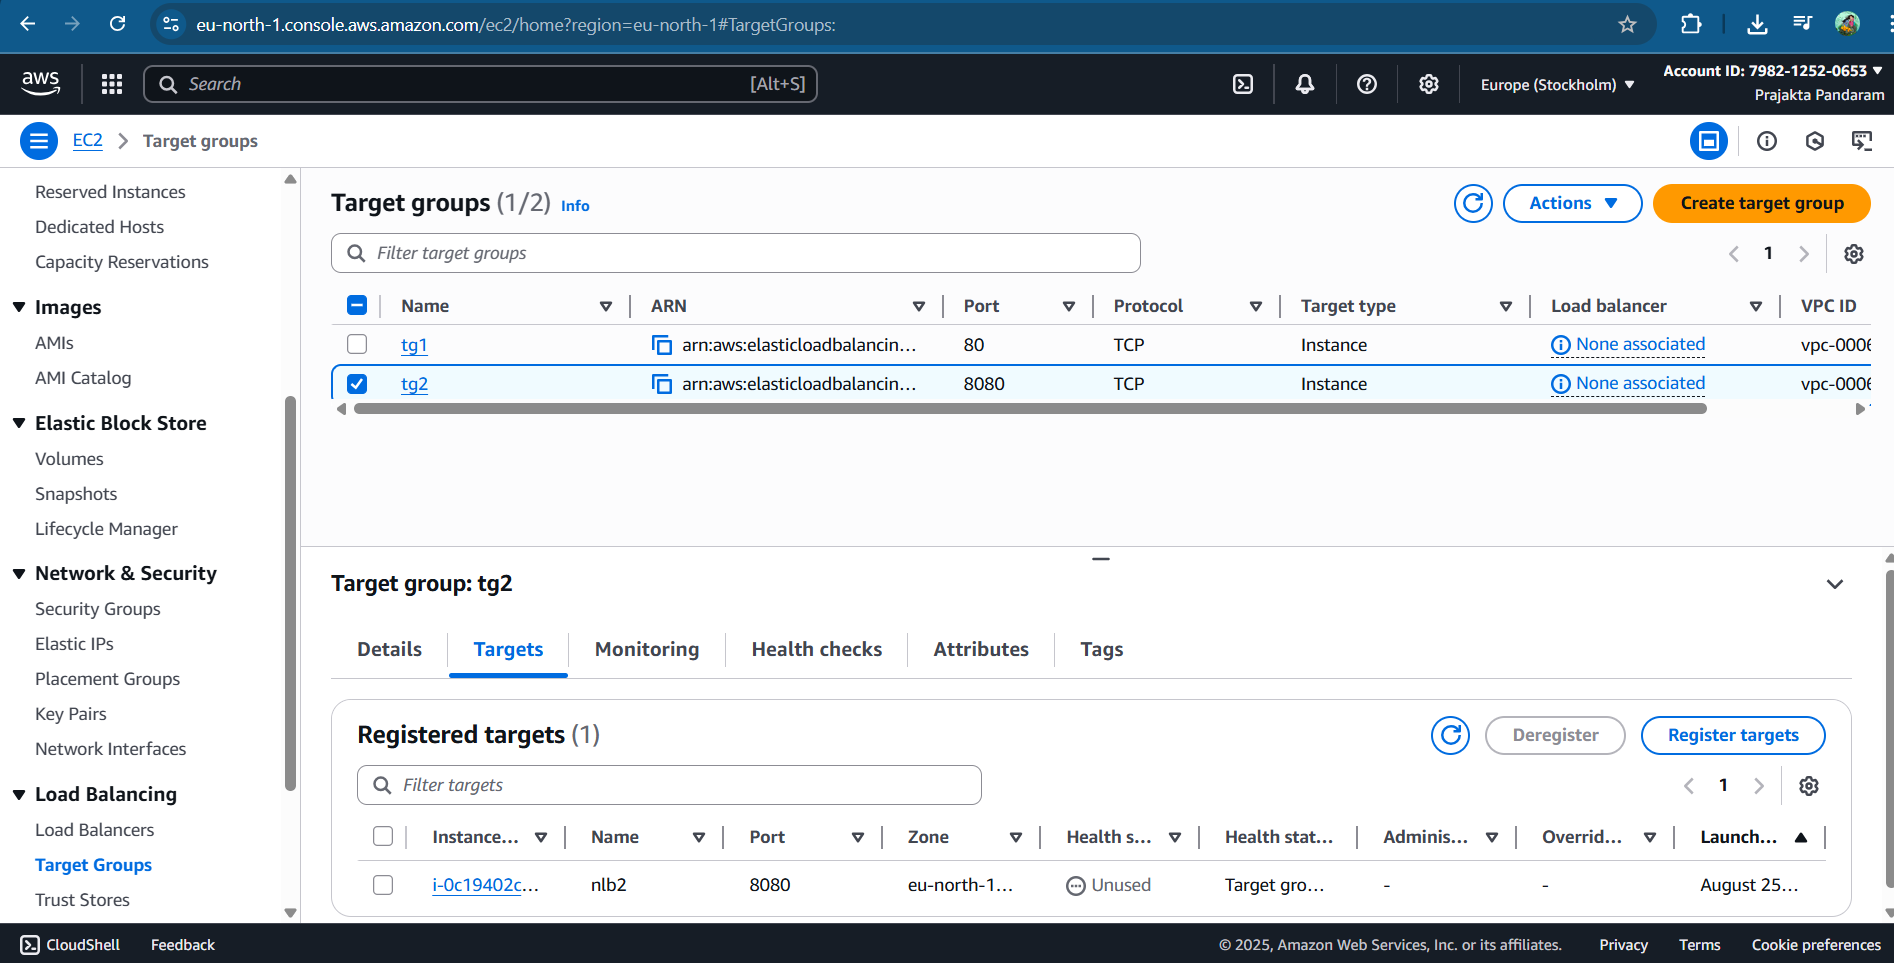 eu-north-1.console.aws.amazon.com/ec2/home?region=eu-north-1#TargetGroups:
aws
Search [Alt+S]
Europe (Stockholm)
Account ID: 7982-1252-0653
Prajakta Pandaram
EC2 Target groups
Reserved Instances
Dedicated Hosts
Capacity Reservations
Images
AMIs
AMI Catalog
Elastic Block Store
Volumes
Snapshots
Lifecycle Manager
Network & Security
Security Groups
Elastic IPs
Placement Groups
Key Pairs
Network Interfaces
Load Balancing
Load Balancers
Target Groups
Trust Stores
Target groups (1/2) Info
Actions
Create target group
Filter target groups
1
Name ARN Port Protocol Target type Load balancer VPC ID
tg1 arn:aws:elasticloadbalancin... 80 TCP Instance None associated vpc-0006
tg2 arn:aws:elasticloadbalancin... 8080 TCP Instance None associated vpc-0006
Target group: tg2
Details Targets Monitoring Health checks Attributes Tags
Registered targets (1)
Deregister
Register targets
Filter targets
1
Instance... Name Port Zone Health s... Health stat... Adminis... Overrid... Launch...
i-0c19402c... nlb2 8080 eu-north-1... Unused Target gro... - - August 25...
CloudShell Feedback © 2025, Amazon Web Services, Inc. or its affiliates. Privacy Terms Cookie preferences